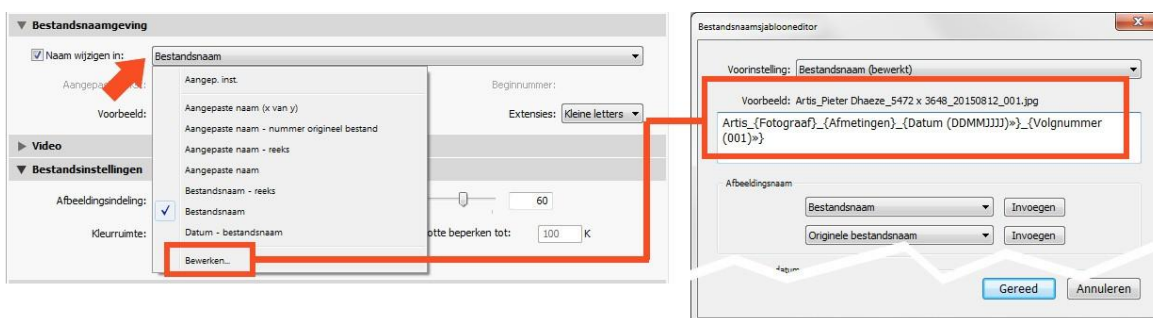 Bestandsnaamgeving
Naam wijzigen in:
Bestandsnaam
Aangep. inst.
Aangepaste naam (x van y)
Aangepaste naam - nummer origineel bestand
Aangepaste naam - reeks
Aangepaste naam
Bestandsnaam - reeks
Bestandsnaam
Datum - bestandsnaam
Bewerken...
Beginnummer:
Voorbeeld:
Extensies: Kleine letters
Video
Bestandsinstellingen
Afbeeldingsindeling:
60
Kleurruimte:
beperken tot: 100 K
Bestandsnaamsjablooneditor
Voorinstelling: Bestandsnaam (bewerkt)
Voorbeeld: Artis_Pieter Dhaeze_5472 x 3648_20150812_001.jpg
Artis_{Fotograaf}_{Afmetingen}_{Datum (DDMMJJJJ)»}_{Volgnummer
(001)»}
Afbeeldingsnaam
Bestandsnaam Invoegen
Originele bestandsnaam Invoegen
Gereed Annuleren